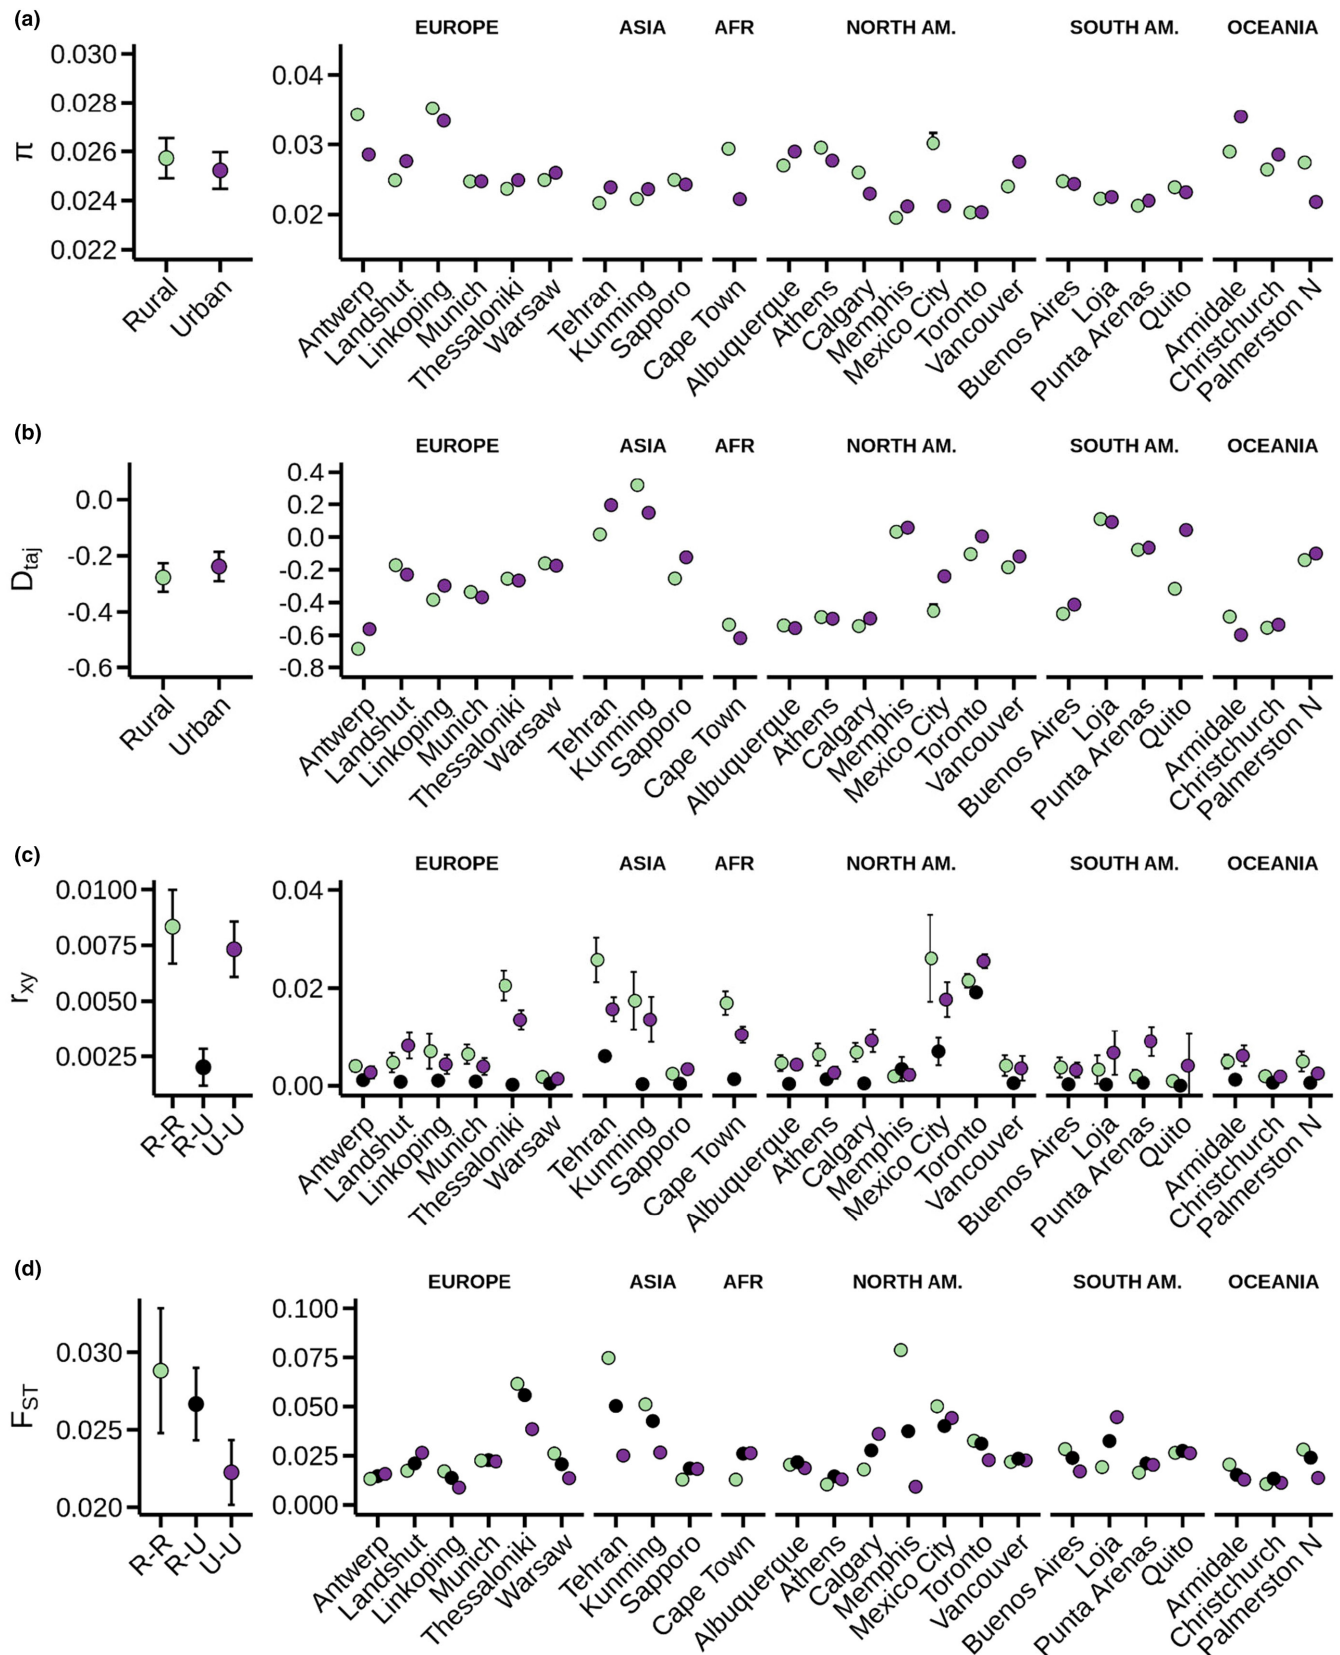 (a)
EUROPE ASIA AFR NORTH AM. SOUTH AM. OCEANIA
π
0.030
0.028
0.026
0.024
0.022
Rural
Urban
0.04
0.03
0.02
Antwerp
Landshut
Linkoping
Munich
Thessaloniki
Warsaw
Tehran
Kunming
Sapporo
Cape Town
Albuquerque
Athens
Calgary
Memphis
Mexico City
Toronto
Vancouver
Buenos Aires
Loja
Punta Arenas
Quito
Armidale
Christchurch
Palmerston N
(b)
EUROPE ASIA AFR NORTH AM. SOUTH AM. OCEANIA
Dtaj
0.0
-0.2
-0.4
-0.6
Rural
Urban
0.4
0.2
0.0
-0.2
-0.4
-0.6
-0.8
Antwerp
Landshut
Linkoping
Munich
Thessaloniki
Warsaw
Tehran
Kunming
Sapporo
Cape Town
Albuquerque
Athens
Calgary
Memphis
Mexico City
Toronto
Vancouver
Buenos Aires
Loja
Punta Arenas
Quito
Armidale
Christchurch
Palmerston N
(c)
EUROPE ASIA AFR NORTH AM. SOUTH AM. OCEANIA
rxy
0.0100
0.0075
0.0050
0.0025
R-R
R-U
U-U
0.04
0.02
0.00
Antwerp
Landshut
Linkoping
Munich
Thessaloniki
Warsaw
Tehran
Kunming
Sapporo
Cape Town
Albuquerque
Athens
Calgary
Memphis
Mexico City
Toronto
Vancouver
Buenos Aires
Loja
Punta Arenas
Quito
Armidale
Christchurch
Palmerston N
(d)
EUROPE ASIA AFR NORTH AM. SOUTH AM. OCEANIA
FST
0.030
0.025
0.020
R-R
R-U
U-U
0.100
0.075
0.050
0.025
0.000
Antwerp
Landshut
Linkoping
Munich
Thessaloniki
Warsaw
Tehran
Kunming
Sapporo
Cape Town
Albuquerque
Athens
Calgary
Memphis
Mexico City
Toronto
Vancouver
Buenos Aires
Loja
Punta Arenas
Quito
Armidale
Christchurch
Palmerston N